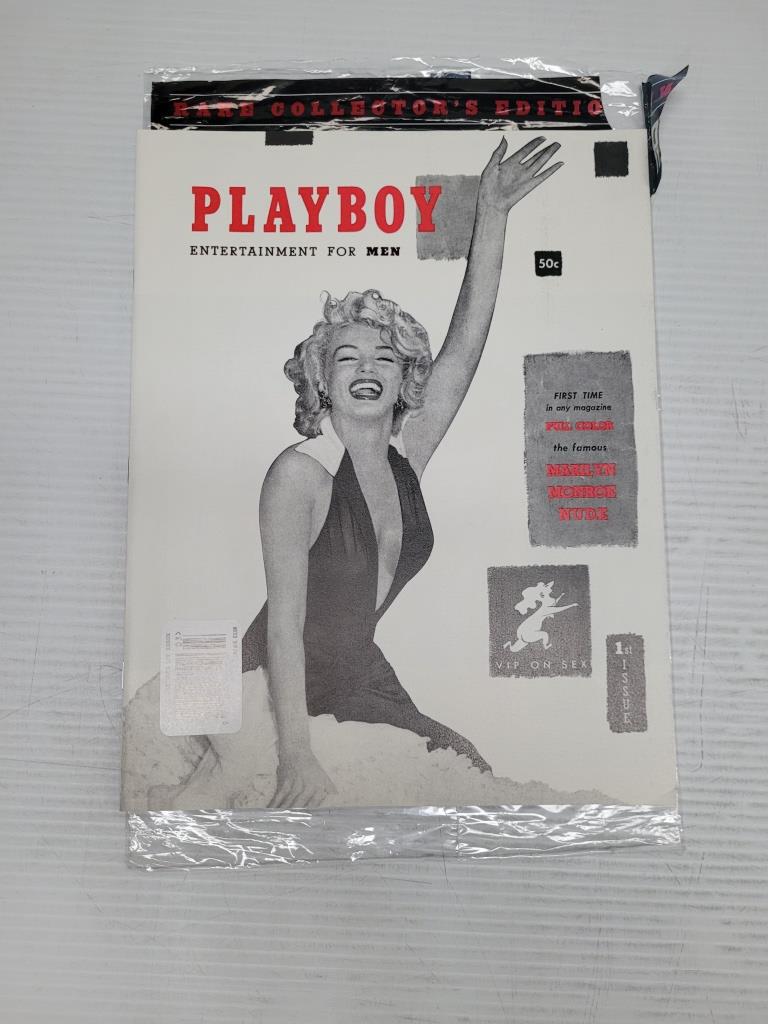 RARE COLLECTOR'S EDITIO
PLAYBOY
ENTERTAINMENT FOR MEN
50c
FIRST TIME
in any magazine
FULL COLOR
the famous
MARILYN
MONROE
NUDE
VIP ON SEX
1st
ISSUE